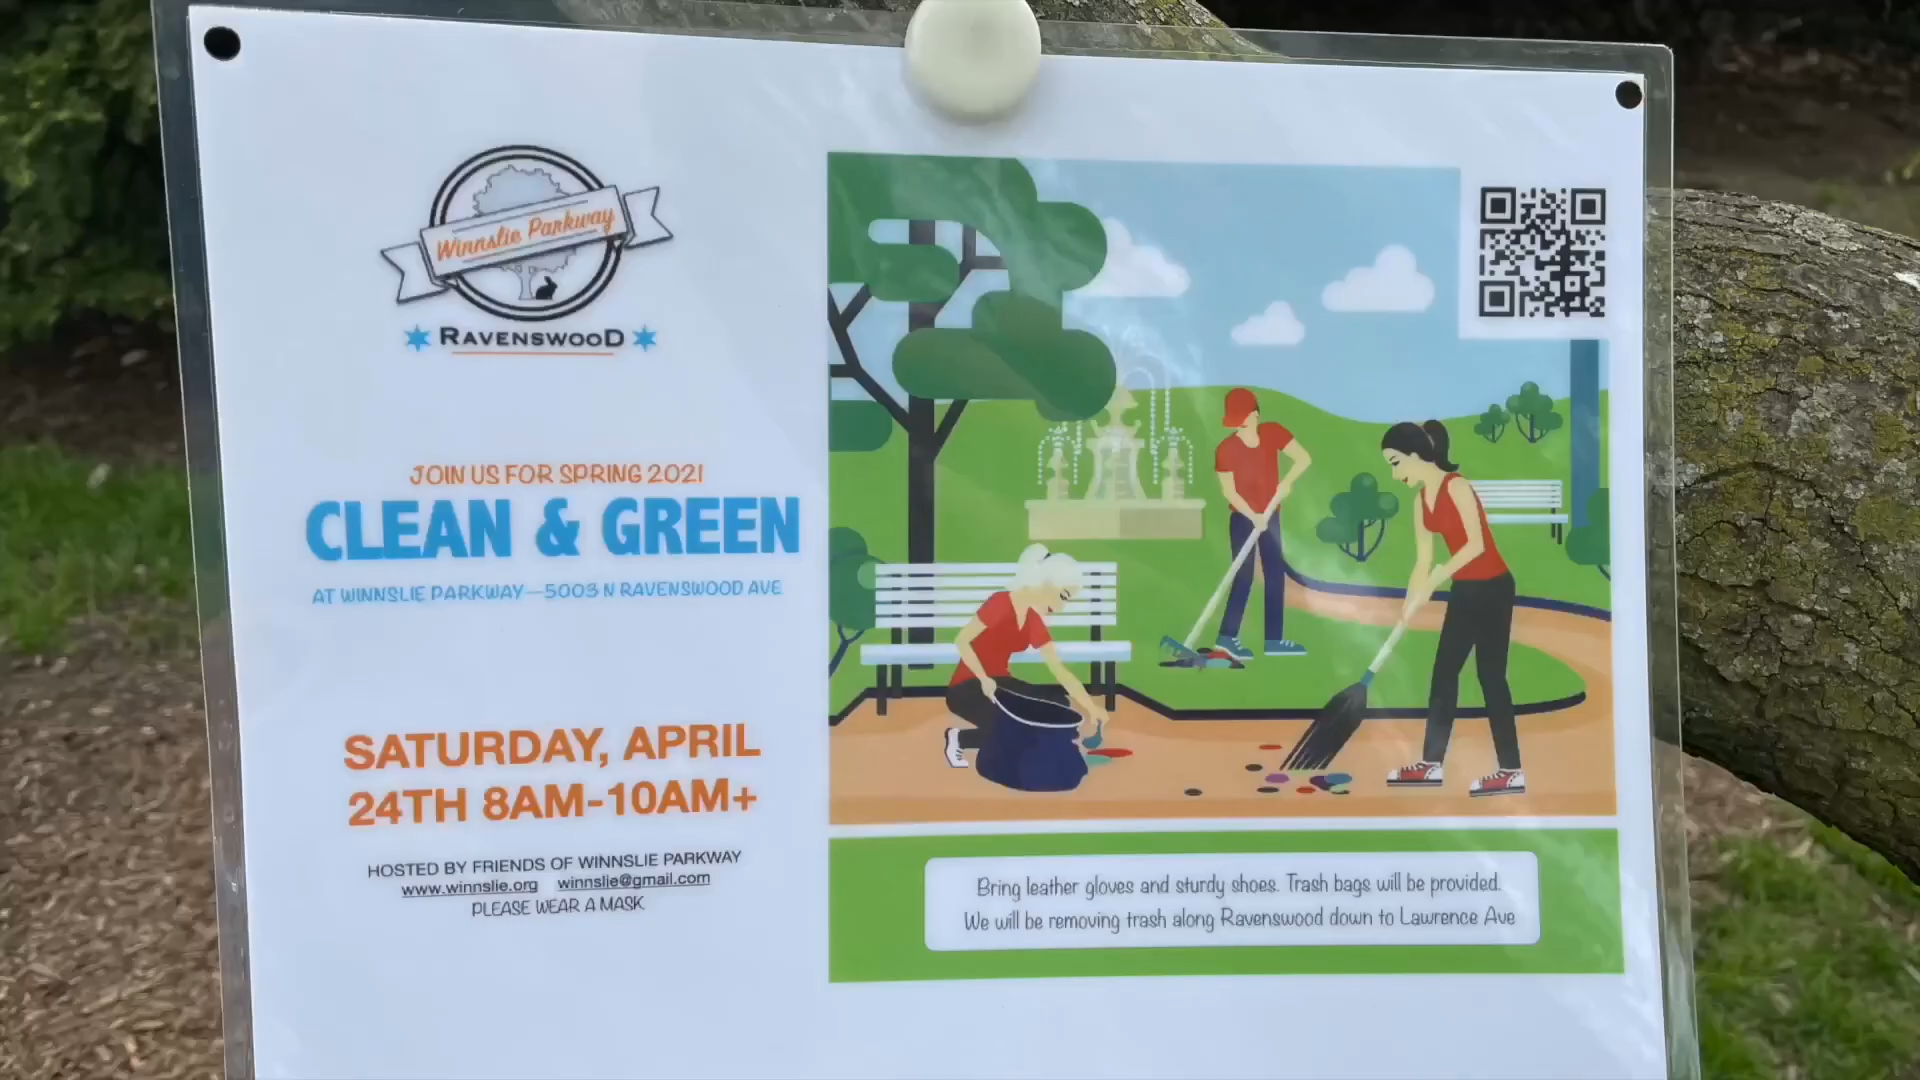 Winnslie Parkway
RAVENSWOOD
JOIN US FOR SPRING 2021
CLEAN & GREEN
AT WINNSLIE PARKWAY—5003 N RAVENSWOOD AVE
SATURDAY, APRIL
24TH 8AM-10AM+
HOSTED BY FRIENDS OF WINNSLIE PARKWAY
www.winnslie.org winnslie@gmail.com
PLEASE WEAR A MASK
Bring leather gloves and sturdy shoes. Trash bags will be provided.
We will be removing trash along Ravenswood down to Lawrence Ave